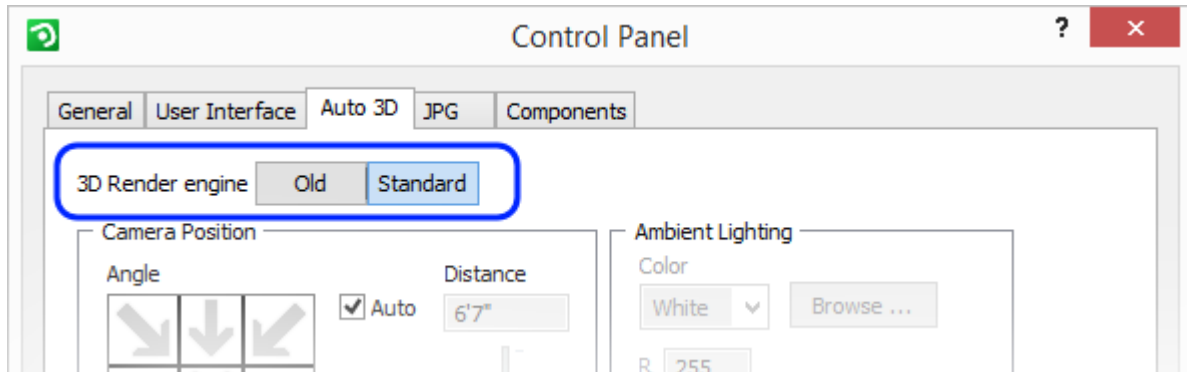 Control Panel
?
General User Interface Auto 3D JPG Components
3D Render engine Old Standard
Camera Position
Angle Distance
Auto 6'7"
Ambient Lighting
Color
White Browse ...
R 255